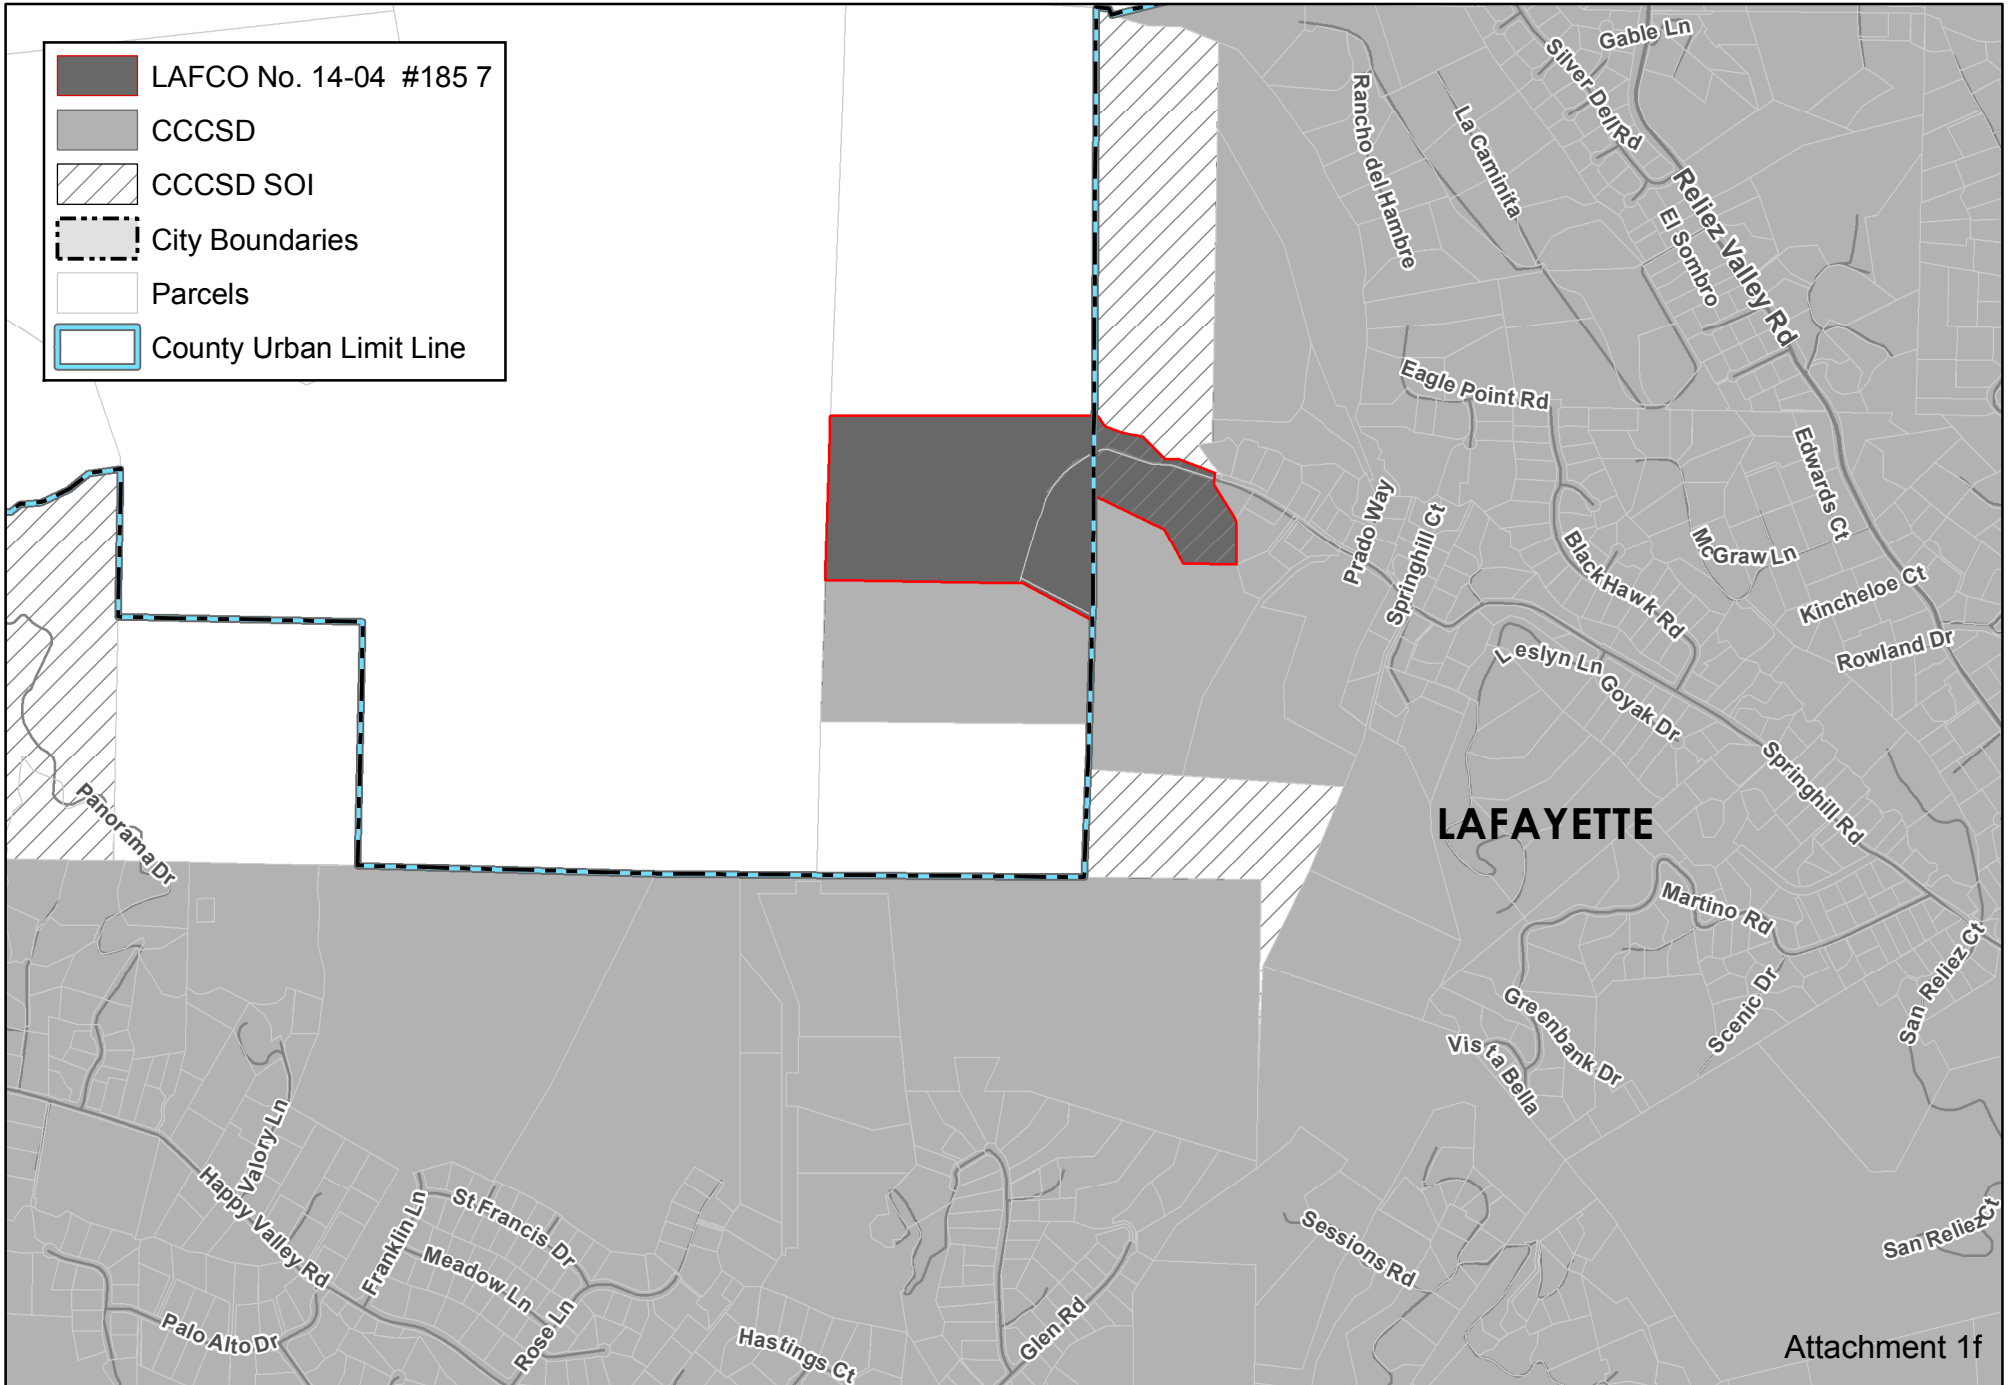 LAFCO No. 14-04 #185 7
CCCSD
CCCSD SOI
City Boundaries
Parcels
County Urban Limit Line
Gable Ln
Silver Dell Rd
Rancho del Hambre
La Caminita
Reliez Valley Rd
El Sombro
Eagle Point Rd
Edwards Ct
Prado Way
Springhill Ct
BlackHawk Rd
McGraw Ln
Kincheloe Ct
Rowland Dr
Leslyn Ln
Goyak Dr
Springhill Rd
Panorama Dr
LAFAYETTE
Martino Rd
San Reliez Ct
Scenic Dr
Greenbank Dr
Vista Bella
Valory Ln
Happy Valley Rd
Franklin Ln
St Francis Dr
Meadow Ln
Rose Ln
Palo Alto Dr
Hastings Ct
Glen Rd
Sessions Rd
San Reliez Ct
Attachment 1f